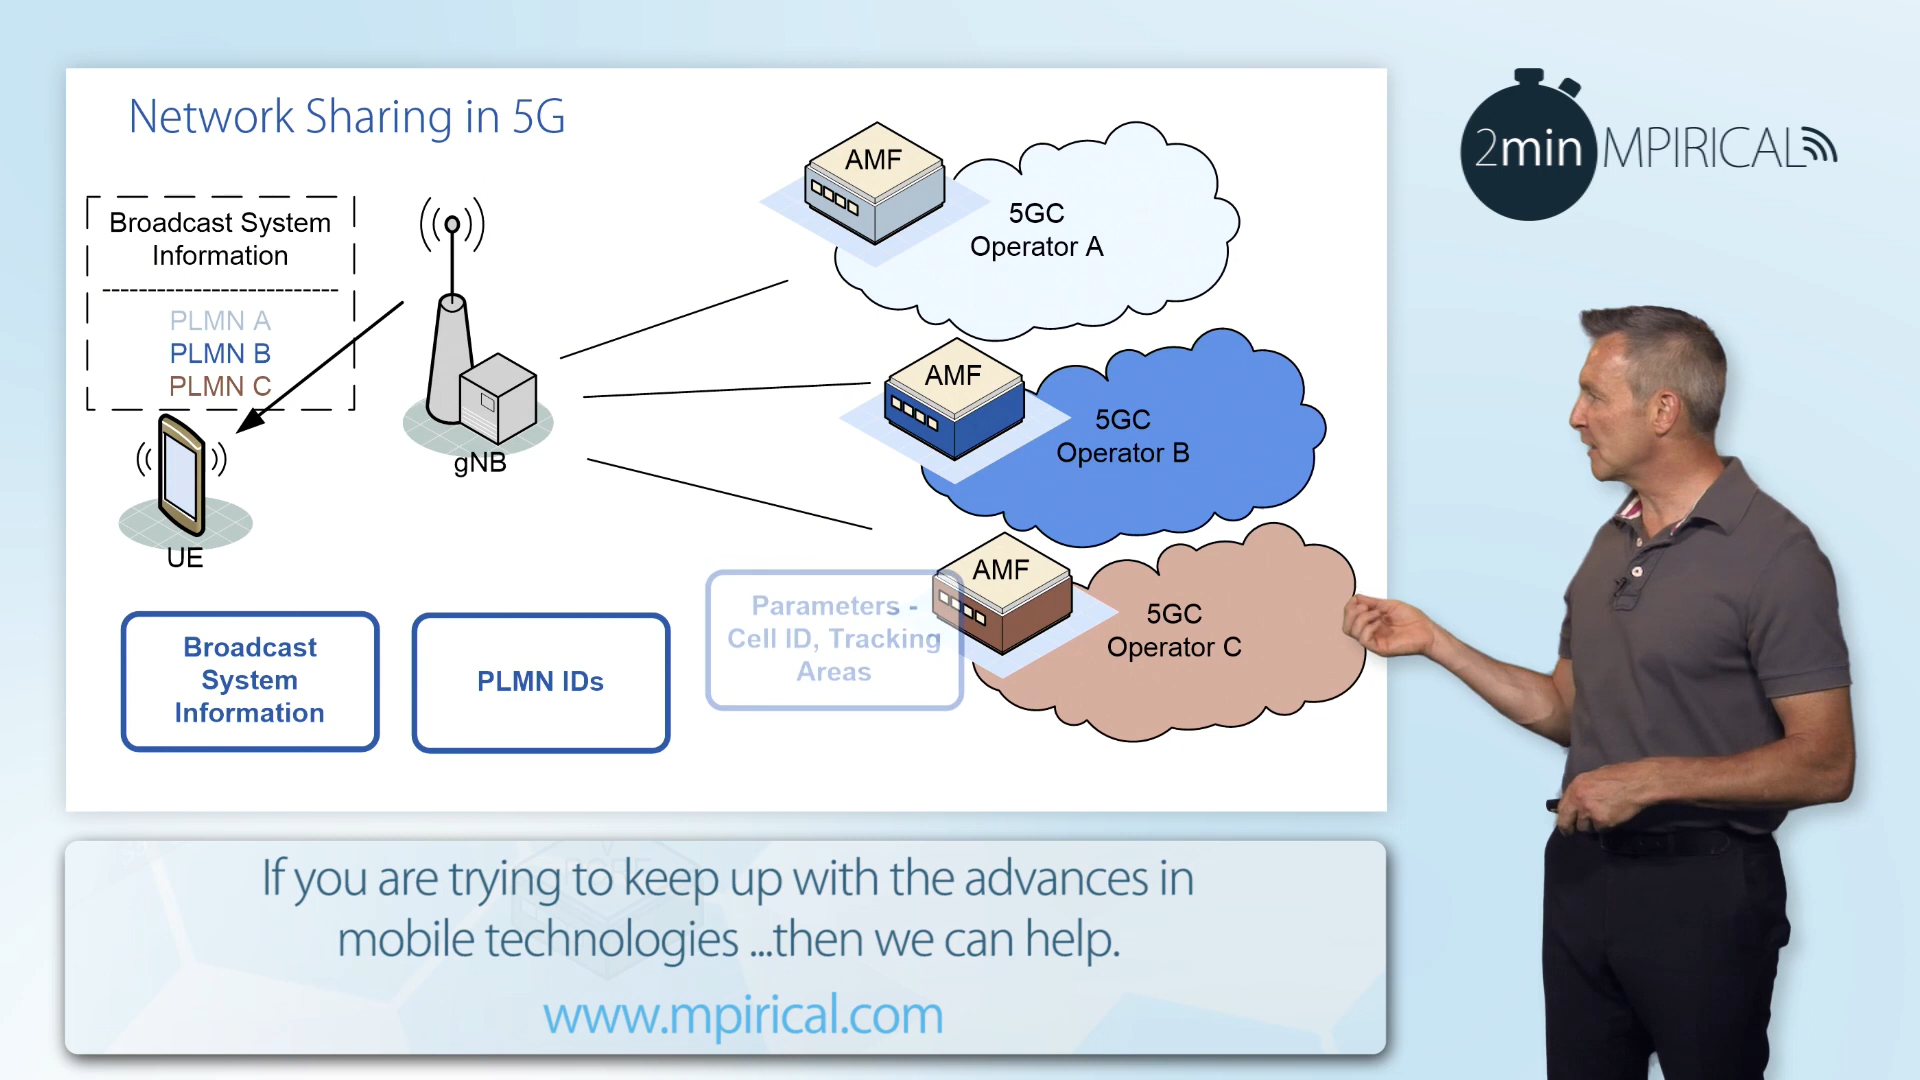 Network Sharing in 5G
2min MPIRICAL
Broadcast System
Information
PLMN A
PLMN B
PLMN C
UE
gNB
AMF
5GC
Operator A
AMF
5GC
Operator B
AMF
5GC
Operator C
Broadcast
System
Information
PLMN IDs
Parameters -
Cell ID, Tracking
Areas
If you are trying to keep up with the advances in
mobile technologies ...then we can help.
www.mpirical.com